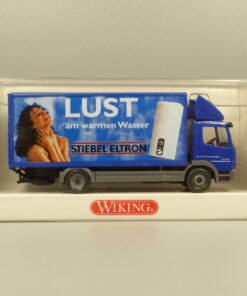 LUST
am warmen Wasser
STIEBEL ELTRON
WIKING